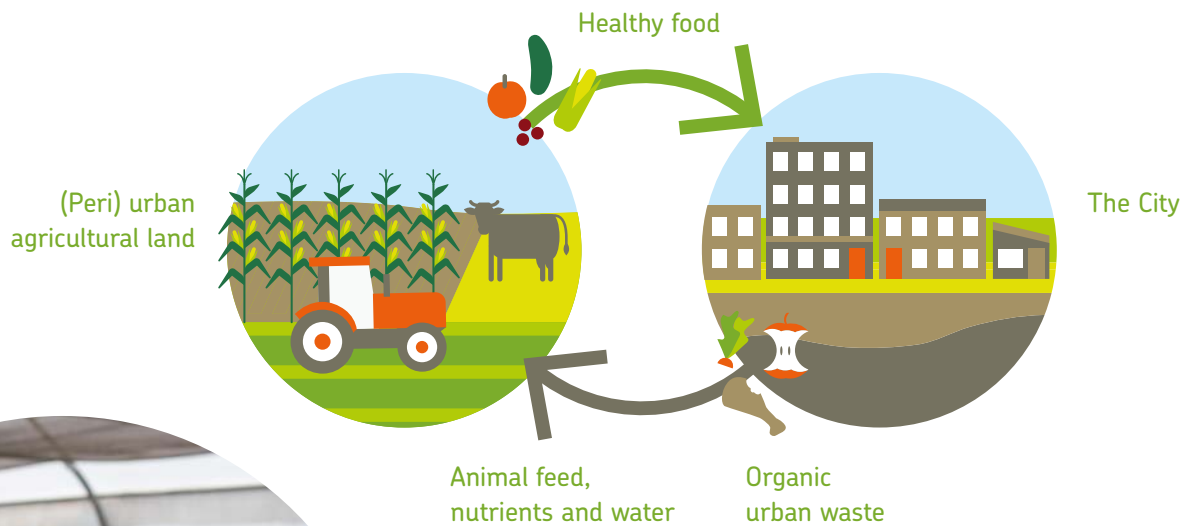 Healthy food
(Peri) urban
agricultural land
The City
Animal feed,
nutrients and water
Organic
urban waste